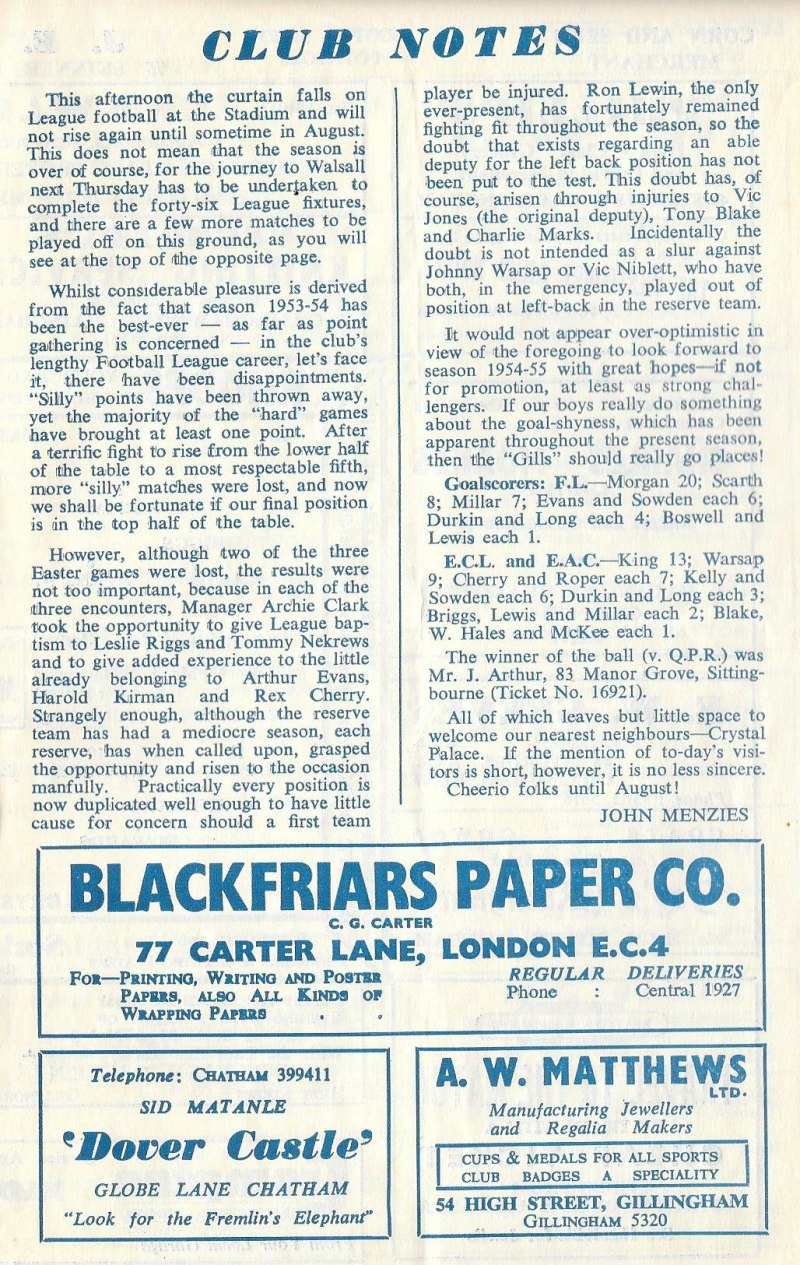 CLUB NOTES
This afternoon the curtain falls on
League football at the Stadium and will
not rise again until sometime in August.
This does not mean that the season is
over of course, for the journey to Walsall
next Thursday has to be undertaken to
complete the forty-six League fixtures,
and there are a few more matches to be
played off on this ground, as you will
see at the top of the opposite page.
Whilst considerable pleasure is derived
from the fact that season 1953-54 has
been the best-ever — as far as point
gathering is concerned — in the club's
lengthy Football League career, let's face
it, there have been disappointments.
"Silly" points have been thrown away,
yet the majority of the "hard" games
have brought at least one point. After
a terrific fight to rise from the lower half
of the table to a most respectable fifth,
more "silly" matches were lost, and now
we shall be fortunate if our final position
is in the top half of the table.
However, although two of the three
Easter games were lost, the results were
not too important, because in each of the
three encounters, Manager Archie Clark
took the opportunity to give League bap-
tism to Leslie Riggs and Tommy Nekrews
and to give added experience to the little
already belonging to Arthur Evans,
Harold Kirman and Rex Cherry.
Strangely enough, although the reserve
team has had a mediocre season, each
reserve, has when called upon, grasped
the opportunity and risen to the occasion
manfully. Practically every position is
now duplicated well enough to have little
cause for concern should a first team
player be injured. Ron Lewin, the only
ever-present, has fortunately remained
fighting fit throughout the season, so the
doubt that exists regarding an able
deputy for the left back position has not
been put to the test. This doubt has, of
course, arisen through injuries to Vic
Jones (the original deputy), Tony Blake
and Charlie Marks. Incidentally the
doubt is not intended as a slur against
Johnny Warsap or Vic Niblett, who have
both, in the emergency, played out of
position at left-back in the reserve team.
It would not appear over-optimistic in
view of the foregoing to look forward to
season 1954-55 with great hopes—if not
for promotion, at least as strong chal-
lengers. If our boys really do something
about the goal-shyness, which has been
apparent throughout the present season,
then the "Gills" should really go places!
Goalscorers: F.L.—Morgan 20; Scarth
8; Millar 7; Evans and Sowden each 6;
Durkin and Long each 4; Boswell and
Lewis each 1.
E.C.L. and E.A.C.—King 13; Warsap
9; Cherry and Roper each 7; Kelly and
Sowden each 6; Durkin and Long each 3;
Briggs, Lewis and Millar each 2; Blake,
W. Hales and McKee each 1.
The winner of the ball (v. Q.P.R.) was
Mr. J. Arthur, 83 Manor Grove, Sitting-
bourne (Ticket No. 16921).
All of which leaves but little space to
welcome our nearest neighbours—Crystal
Palace. If the mention of to-day's visi-
tors is short, however, it is no less sincere.
Cheerio folks until August!
JOHN MENZIES
BLACKFRIARS PAPER CO.
C. G. CARTER
77 CARTER LANE, LONDON E.C.4
FOR—PRINTING, WRITING AND POSTER
PAPERS, ALSO ALL KINDS OF
WRAPPING PAPERS . .
REGULAR DELIVERIES
Phone : Central 1927
Telephone: CHATHAM 399411
SID MATANLE
'Dover Castle'
GLOBE LANE CHATHAM
"Look for the Fremlin's Elephant"
A. W. MATTHEWS
LTD.
Manufacturing Jewellers
and Regalia Makers
CUPS & MEDALS FOR ALL SPORTS
CLUB BADGES A SPECIALITY
54 HIGH STREET, GILLINGHAM
GILLINGHAM 5320